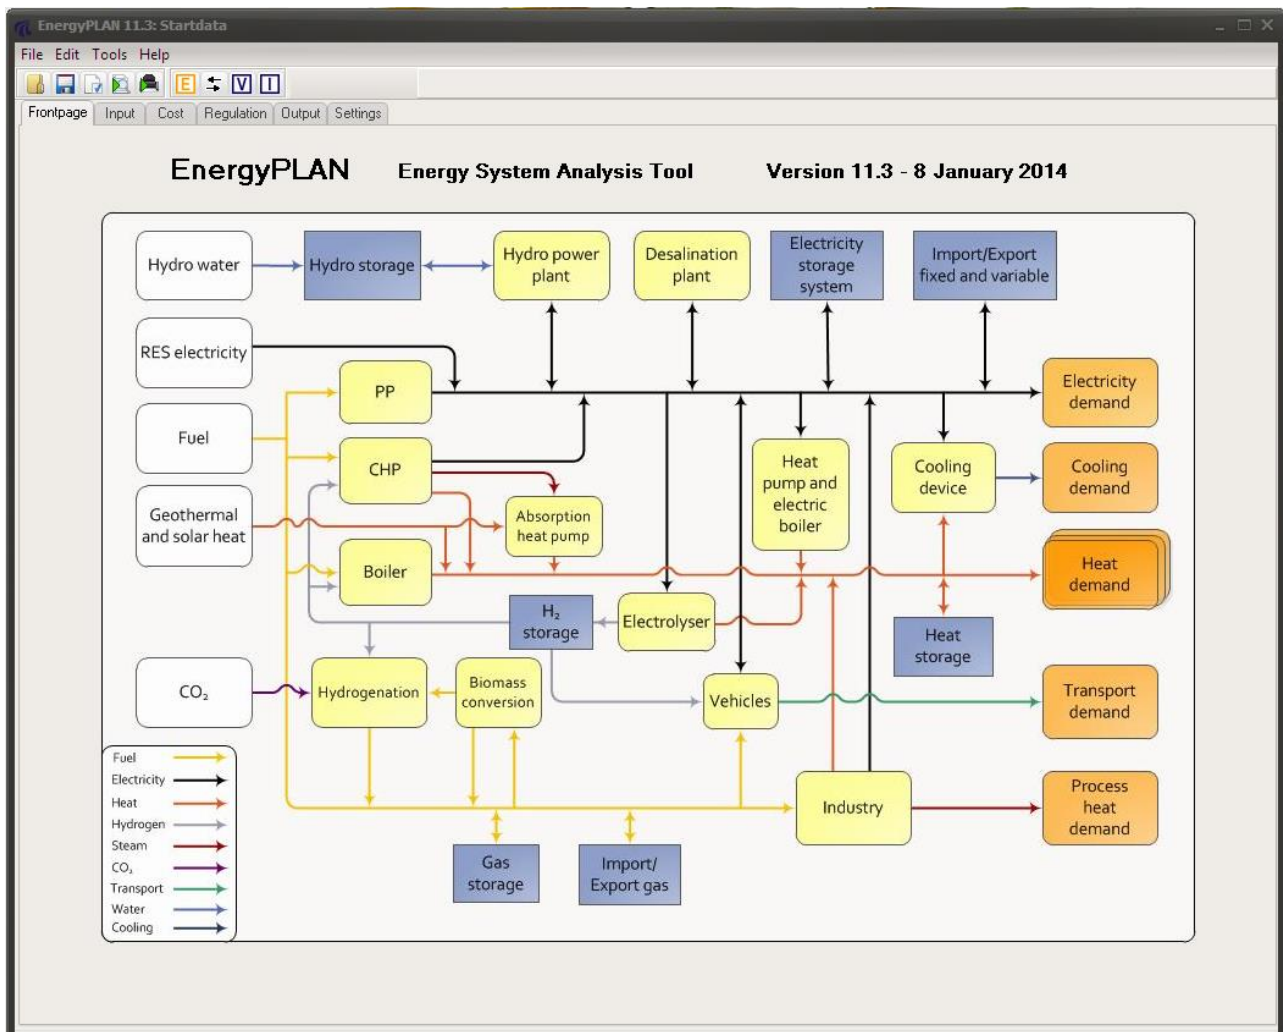 EnergyPLAN 11.3: Startdata
File Edit Tools Help
E V I
Frontpage Input Cost Regulation Output Settings
EnergyPLAN Energy System Analysis Tool Version 11.3 - 8 January 2014
Hydro water
Hydro storage
Hydro power
plant
Desalination
plant
Electricity
storage
system
Import/Export
fixed and variable
RES electricity
PP
Electricity
demand
Fuel
CHP
Heat
pump and
electric
boiler
Cooling
device
Cooling
demand
Geothermal
and solar heat
Absorption
heat pump
Boiler
Heat
demand
H₂
storage
Electrolyser
Heat
storage
CO₂
Hydrogenation
Biomass
conversion
Vehicles
Transport
demand
Fuel
Electricity
Heat
Hydrogen
Steam
CO₂
Transport
Water
Cooling
Industry
Process
heat
demand
Gas
storage
Import/
Export gas